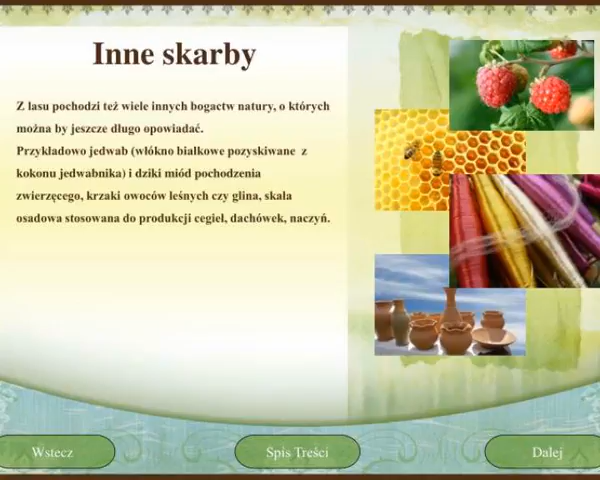 Inne skarby
Z lasu pochodzi też wiele innych bogactw natury, o których
można by jeszcze długo opowiadać.
Przykładowo jedwab (włókno białkowe pozyskiwane z
kokonu jedwabnika) i dziki miód pochodzenia
zwierzęcego, krzaki owoców leśnych czy glina, skała
osadowa stosowana do produkcji cegieł, dachówek, naczyń.
Wstecz
Spis Treści
Dalej